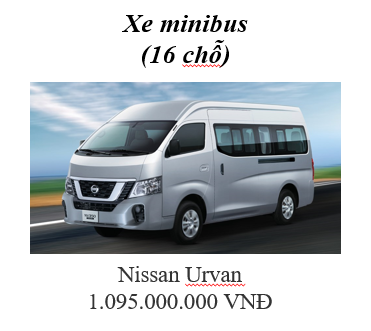 Xe minibus
(16 chỗ)
Nissan Urvan
1.095.000.000 VNĐ